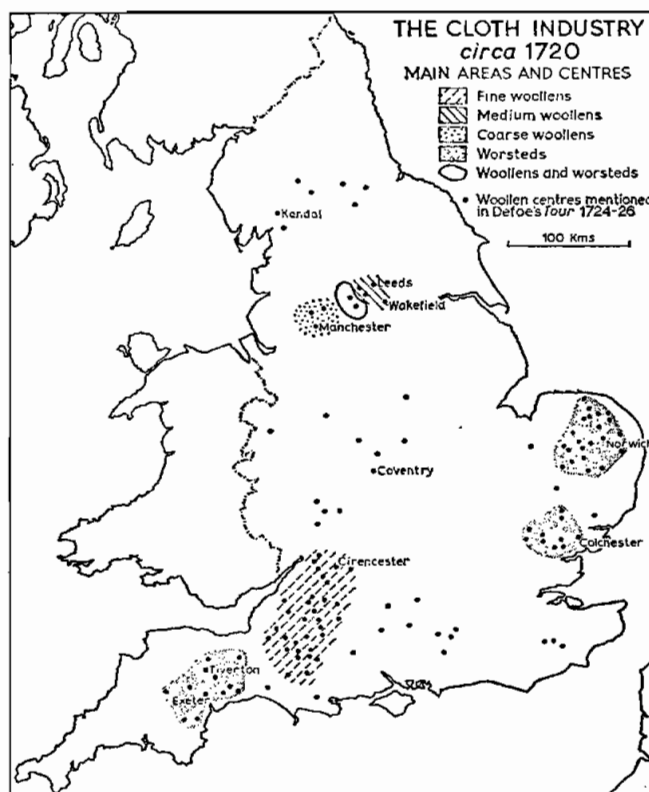 THE CLOTH INDUSTRY
circa 1720
MAIN AREAS AND CENTRES
Fine woollens
Medium woollens
Coarse woollens
Worsteds
Woollens and worsteds
Woollen centres mentioned
in Defoe's Tour 1724-26
100 Kms
Kendal
Leeds
Wakefield
Manchester
Norwich
Coventry
Colchester
Cirencester
Tiverton
Exeter